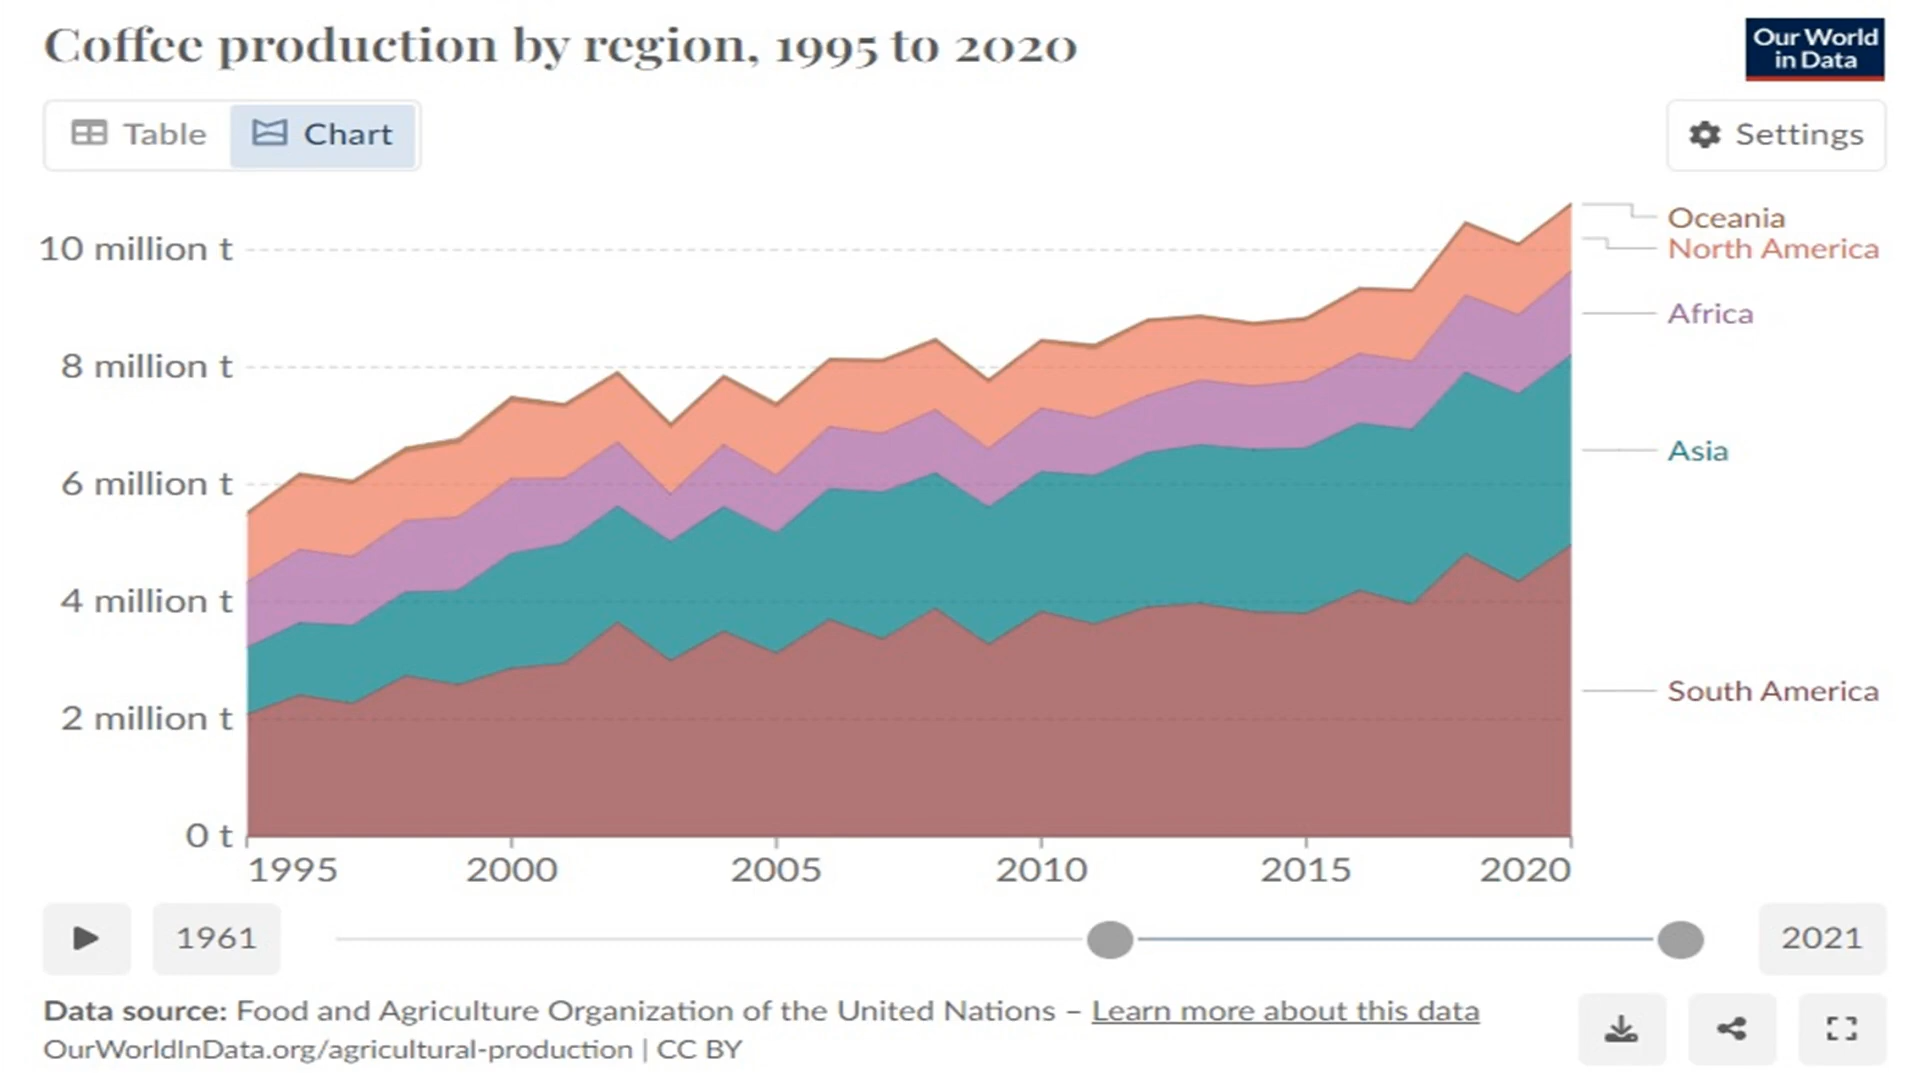 Coffee production by region, 1995 to 2020
Our World
in Data
Table
Chart
Settings
10 million t
8 million t
6 million t
4 million t
2 million t
0 t
Oceania
North America
Africa
Asia
South America
1995
2000
2005
2010
2015
2020
1961
2021
Data source: Food and Agriculture Organization of the United Nations – Learn more about this data
OurWorldInData.org/agricultural-production | CC BY